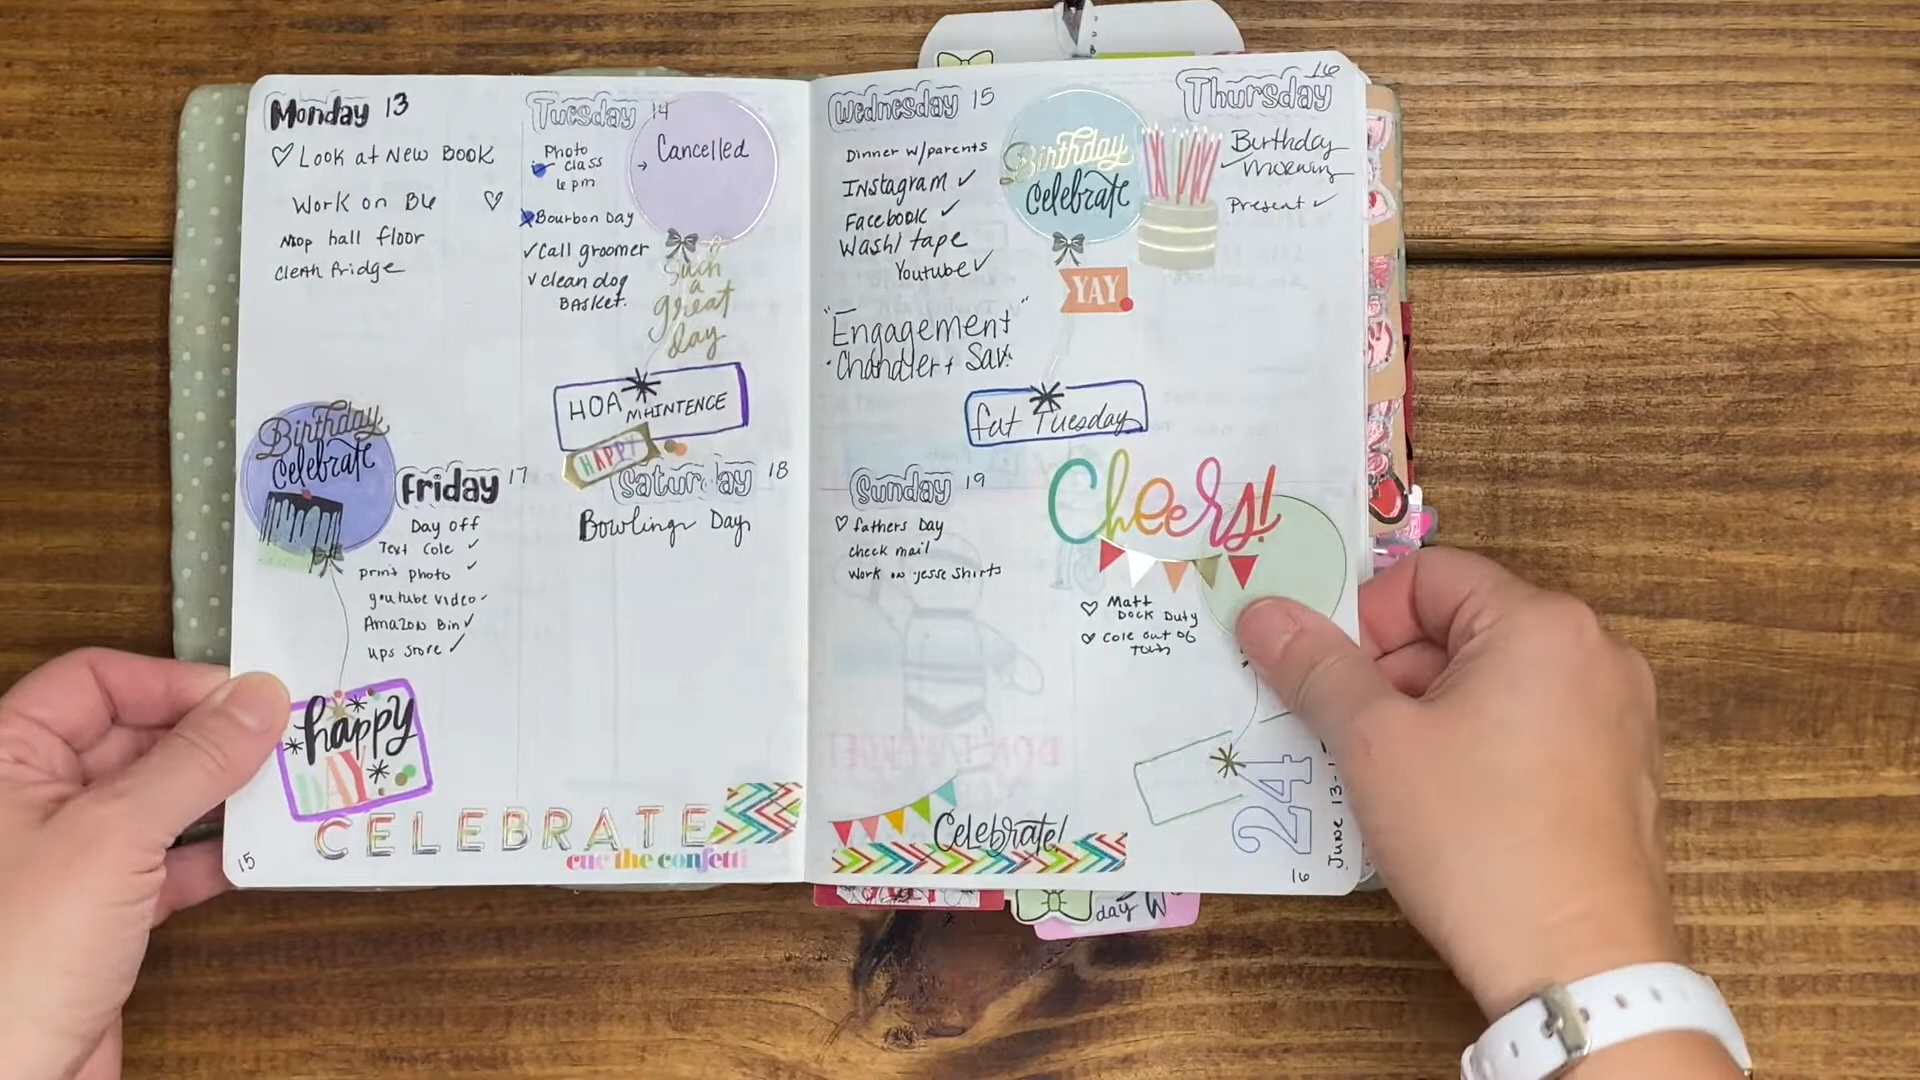 Monday 13
♡ Look at New Book
Work on Bu
♡
Mop hall floor
Clean fridge
Tuesday 14
Photo
class
6 pm
→ Cancelled
Bourbon Day
✓ Call groomer
✓ clean dog
Basket.
Such
a
great
day
HOA MAINTENCE
HAPPY
Wednesday 15
Dinner w/parents
Instagram ✓
Facebook ✓
Washi tape
Youtube ✓
"Engagement"
Chandler + Sav.
Birthday
Celebrate
YAY
fat Tuesday
Thursday 16
Birthday
✓ Morning
Present ✓
Birthday
Celebrate
Friday 17
Day off
Text Cole ✓
print photo ✓
youtube video ✓
Amazon Bin ✓
ups store ✓
happy
DAY
Saturday 18
Bowling Day
CELEBRATE
cue the confetti
15
Sunday 19
♡ fathers Day
check mail
Work on Jesse Shirts
Cheers!
♡ Matt
Dock Duty
♡ Cole out of
Town
Celebrate!
24
June 13-1
16
day W